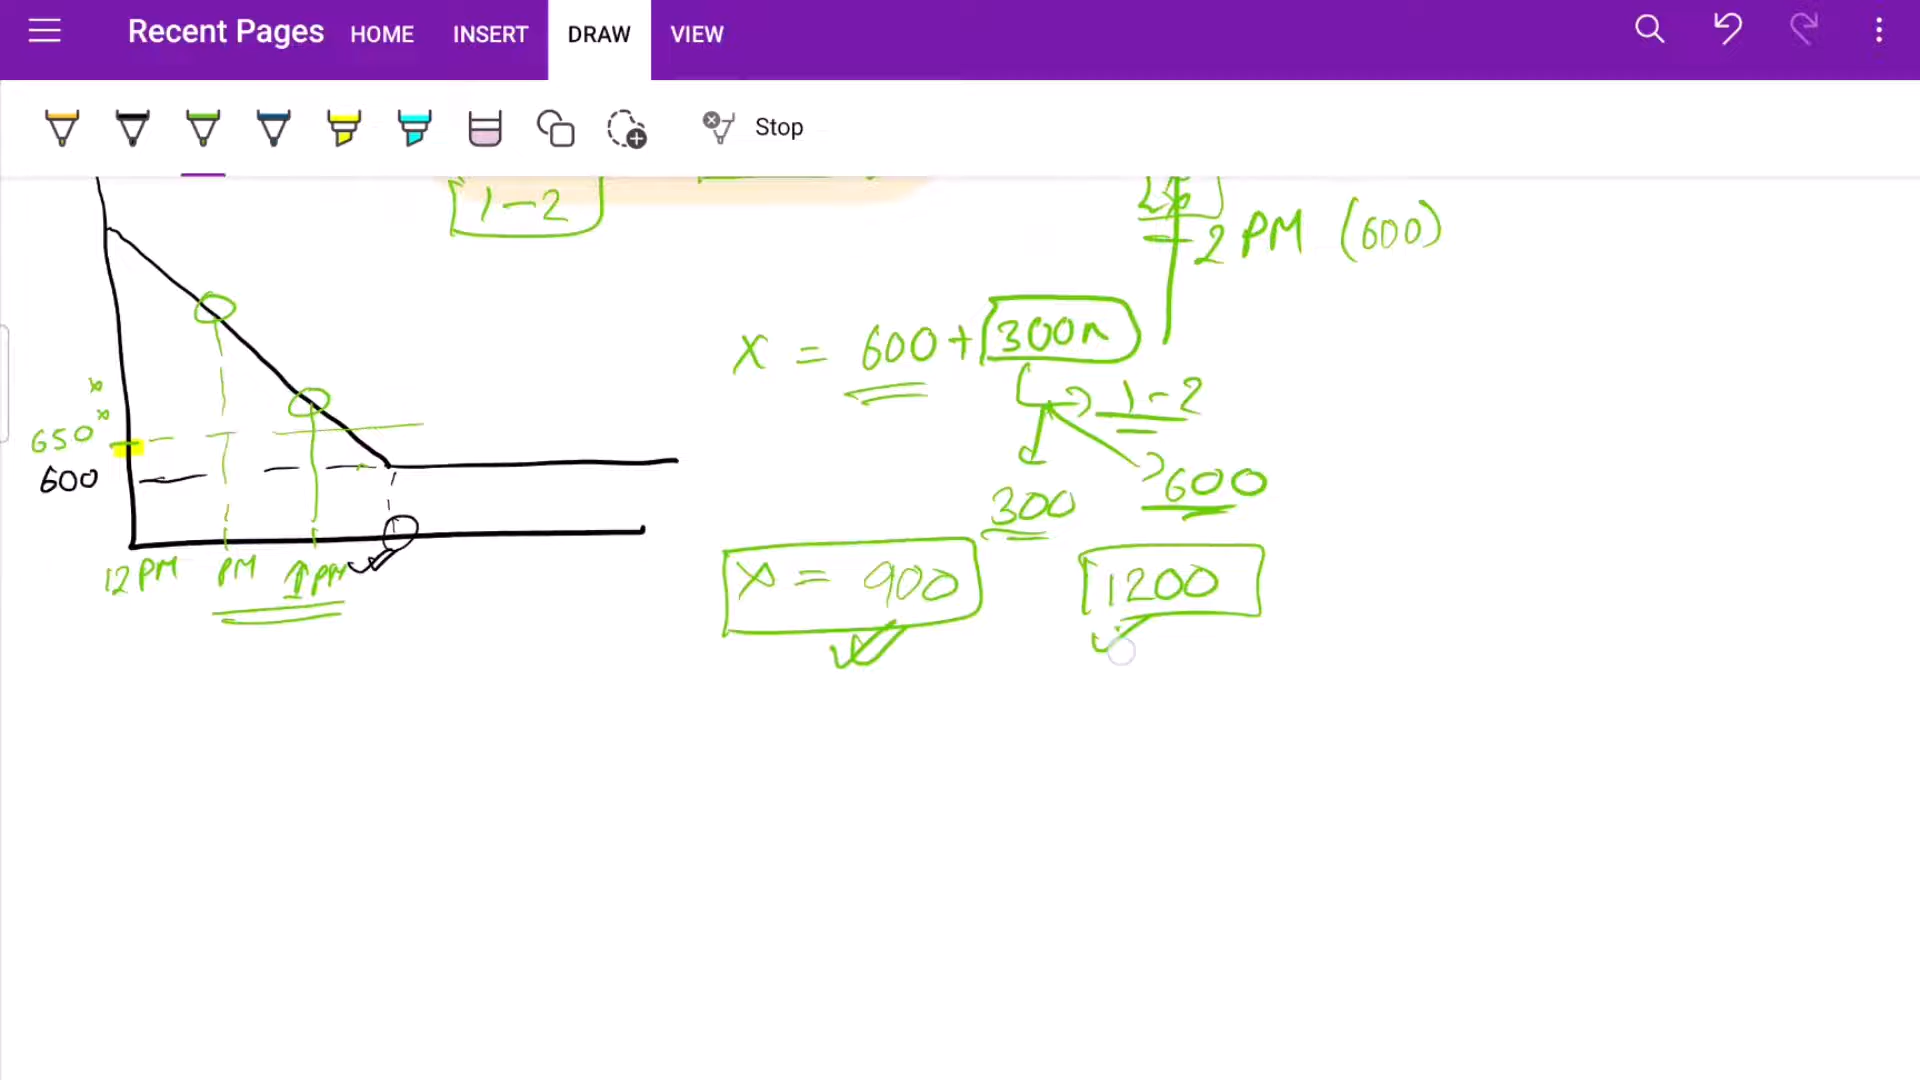 Recent Pages HOME INSERT DRAW VIEW
Stop
1-2
2 PM (600)
x = 600 + 300n
1-2
650
600
600
300
12 PM PM 1 PM
x = 900 1200